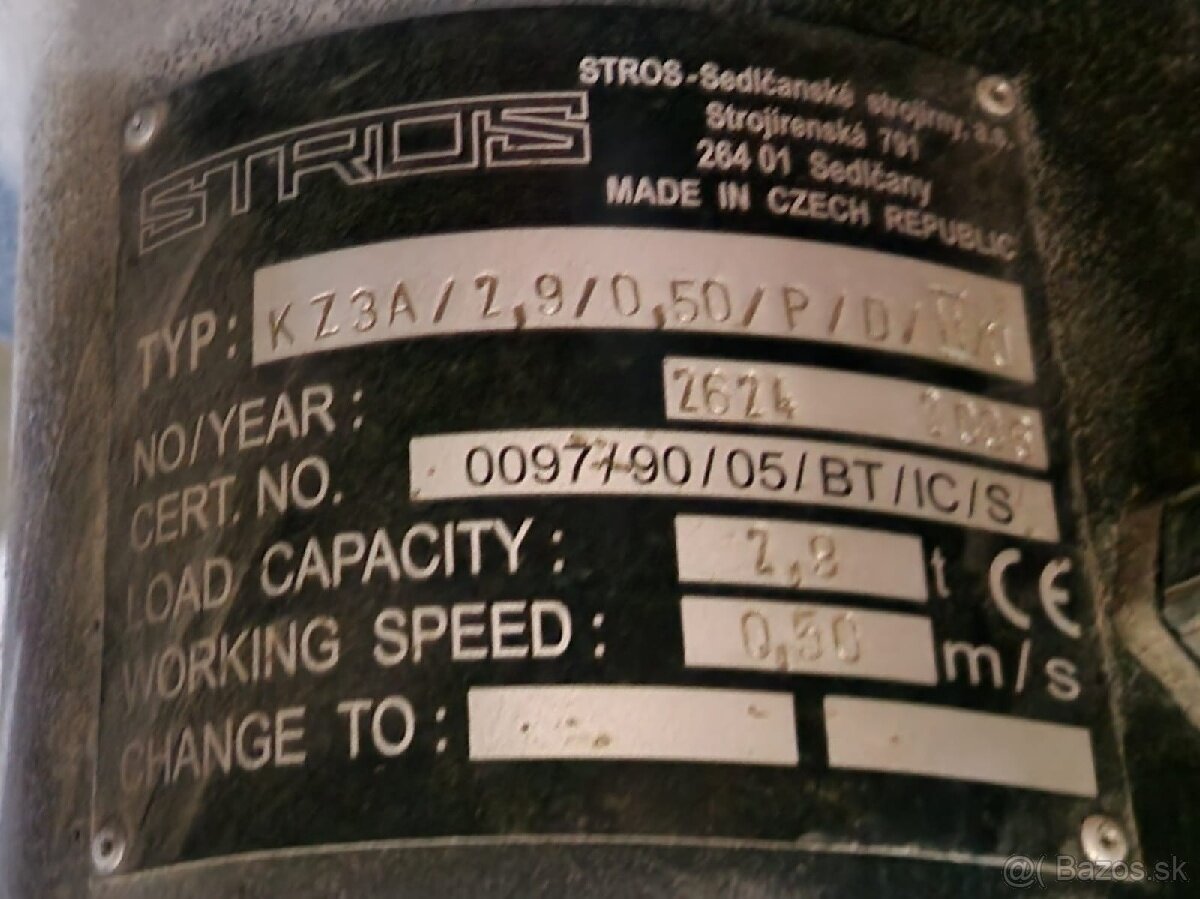 STROS
STROS-Sedlčanské strojírny, a.s.
Strojírenská 791
264 01 Sedlčany
MADE IN CZECH REPUBLIC
TYP: KZ3A/2,9/0,50/P/D/
NO/YEAR: 2624
CERT. NO. 0097/90/05/BT/IC/S
LOAD CAPACITY: 2,8 t CE
WORKING SPEED: 0,50 m/s
CHANGE TO:
@( Bazos.sk